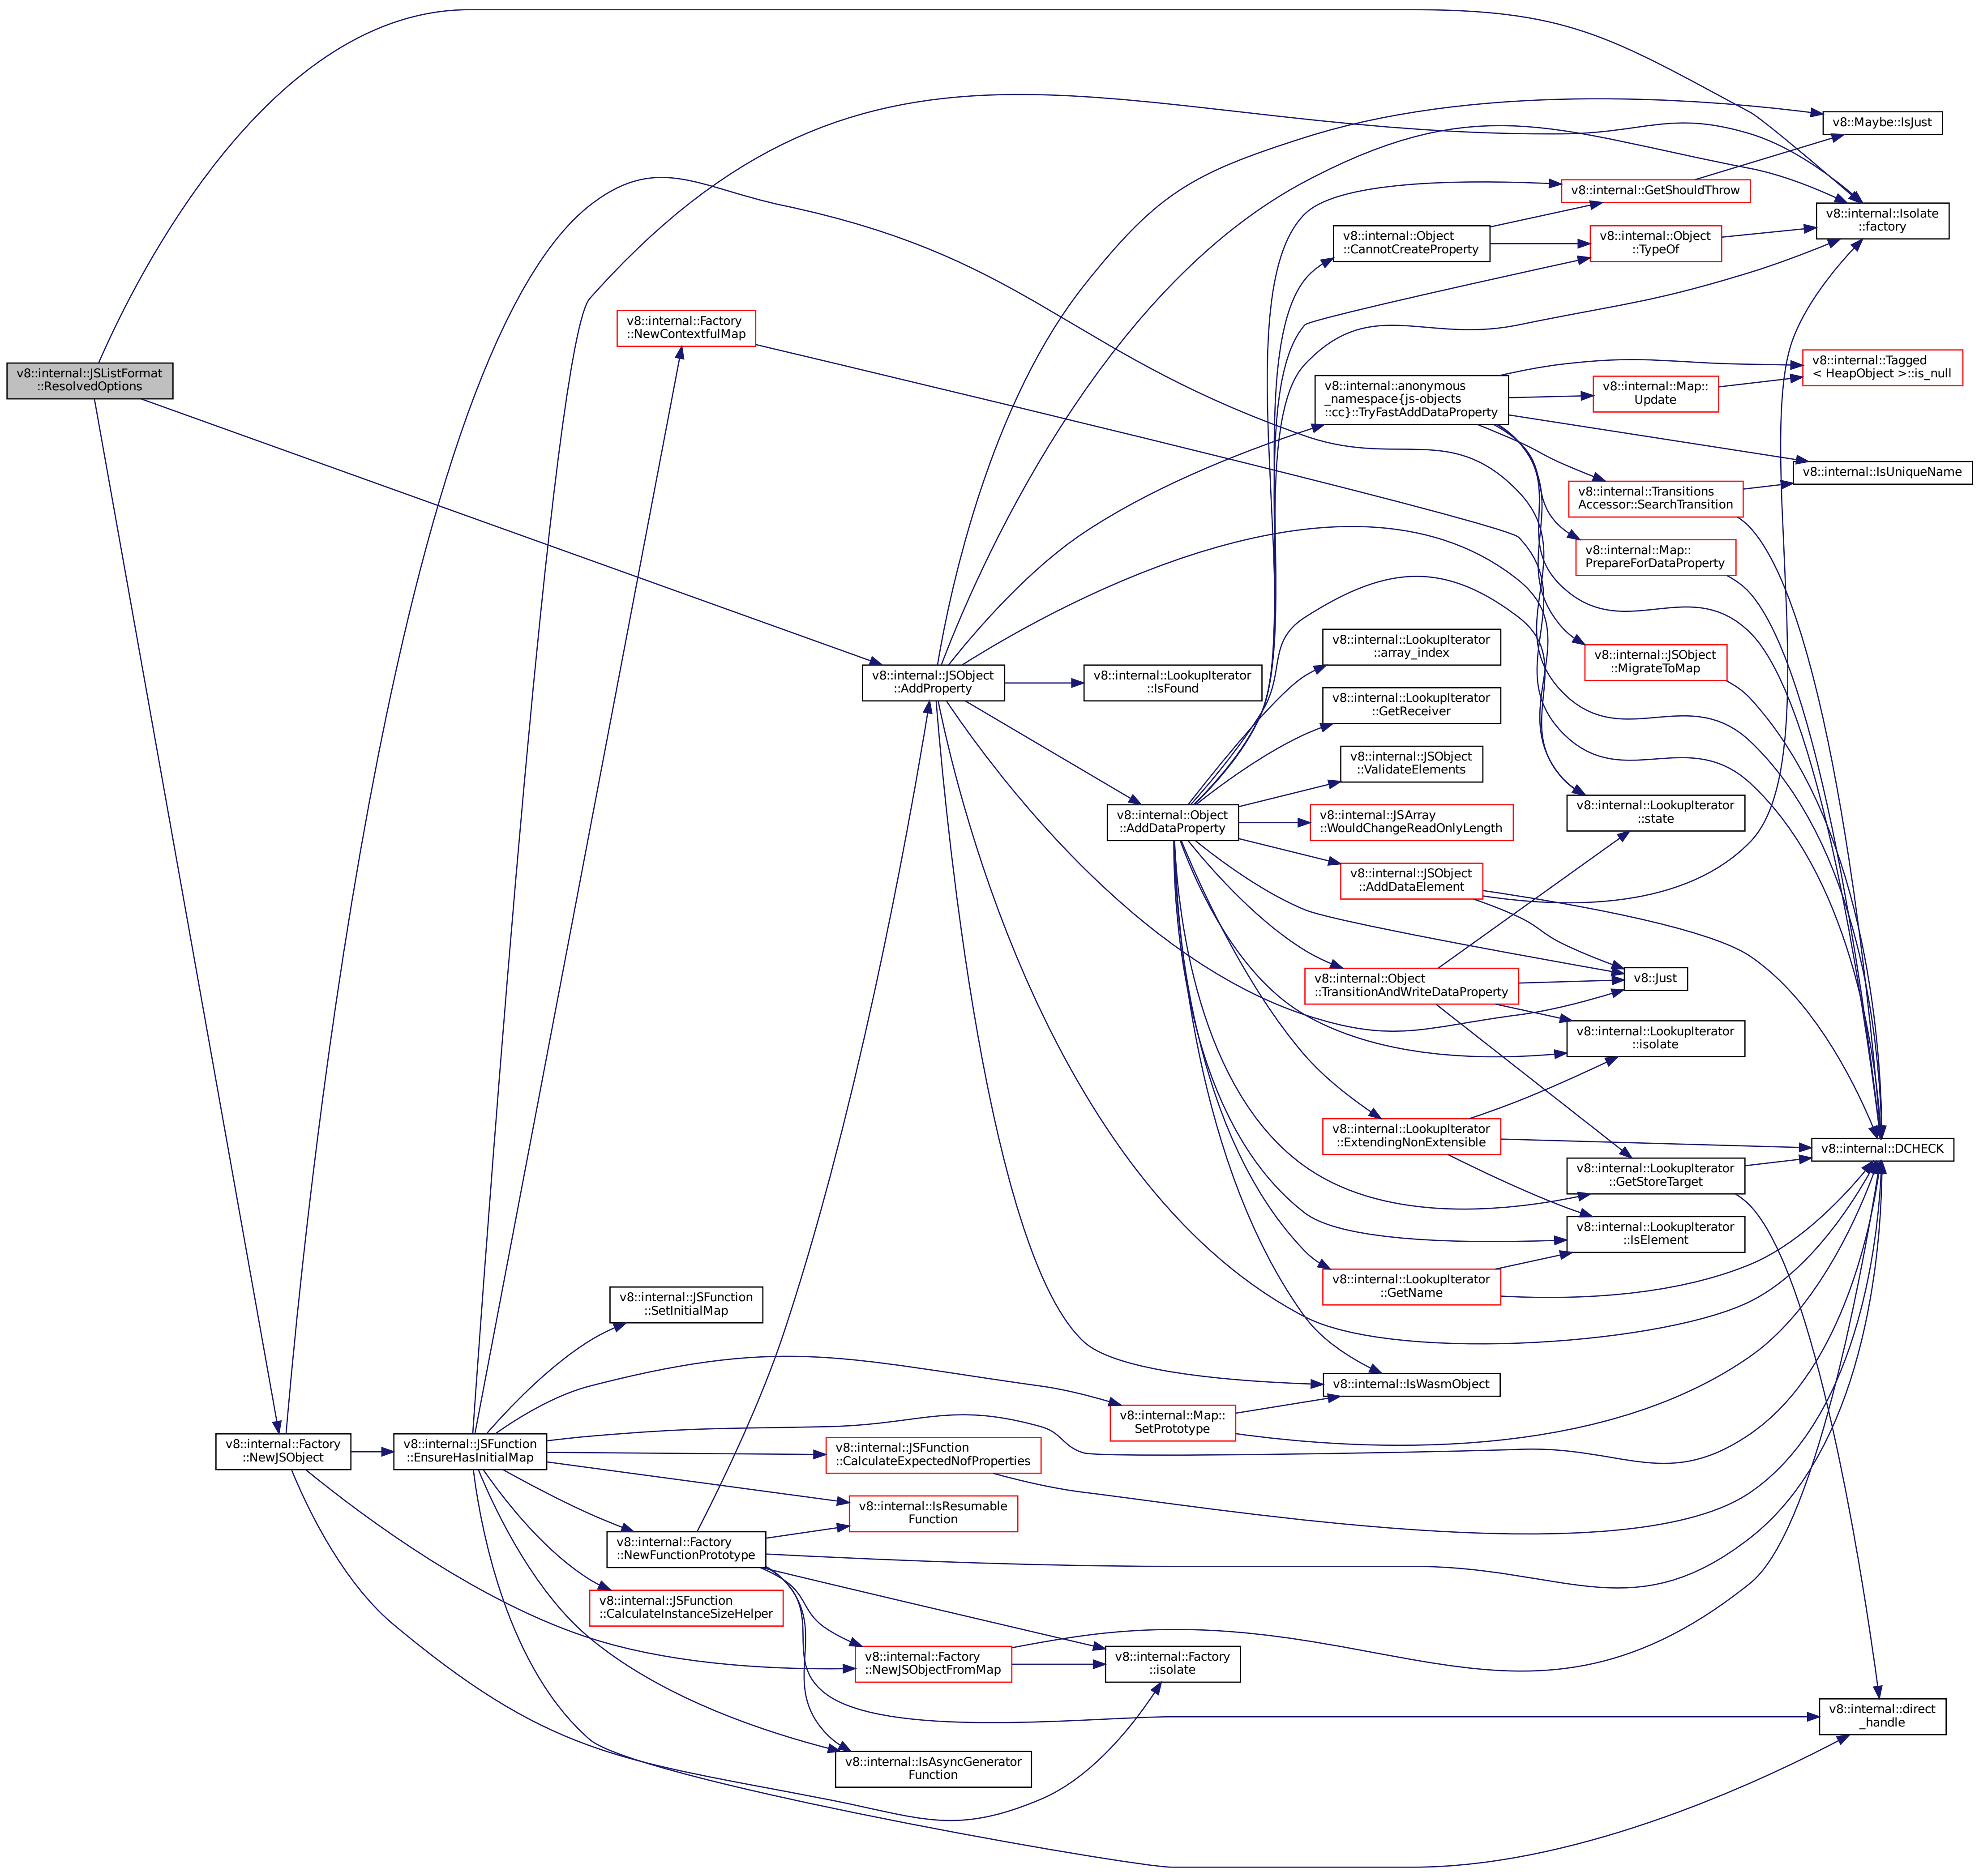 v8::Maybe::IsJust
v8::internal::GetShouldThrow
v8::internal::Isolate
::factory
v8::internal::Object
::CannotCreateProperty
v8::internal::Object
::TypeOf
v8::internal::Factory
::NewContextfulMap
v8::internal::JSListFormat
::ResolvedOptions
v8::internal::anonymous
_namespace{js-objects
::cc}::TryFastAddDataProperty
v8::internal::Map::
Update
v8::internal::Tagged
< HeapObject >::is_null
v8::internal::IsUniqueName
v8::internal::Transitions
Accessor::SearchTransition
v8::internal::Map::
PrepareForDataProperty
v8::internal::LookupIterator
::array_index
v8::internal::JSObject
::MigrateToMap
v8::internal::JSObject
::AddProperty
v8::internal::LookupIterator
::IsFound
v8::internal::LookupIterator
::GetReceiver
v8::internal::JSObject
::ValidateElements
v8::internal::Object
::AddDataProperty
v8::internal::JSArray
::WouldChangeReadOnlyLength
v8::internal::LookupIterator
::state
v8::internal::JSObject
::AddDataElement
v8::internal::Object
::TransitionAndWriteDataProperty
v8::Just
v8::internal::LookupIterator
::isolate
v8::internal::LookupIterator
::ExtendingNonExtensible
v8::internal::DCHECK
v8::internal::LookupIterator
::GetStoreTarget
v8::internal::LookupIterator
::IsElement
v8::internal::LookupIterator
::GetName
v8::internal::JSFunction
::SetInitialMap
v8::internal::IsWasmObject
v8::internal::Map::
SetPrototype
v8::internal::Factory
::NewJSObject
v8::internal::JSFunction
::EnsureHasInitialMap
v8::internal::JSFunction
::CalculateExpectedNofProperties
v8::internal::IsResumable
Function
v8::internal::Factory
::NewFunctionPrototype
v8::internal::JSFunction
::CalculateInstanceSizeHelper
v8::internal::Factory
::NewJSObjectFromMap
v8::internal::Factory
::isolate
v8::internal::direct
_handle
v8::internal::IsAsyncGenerator
Function